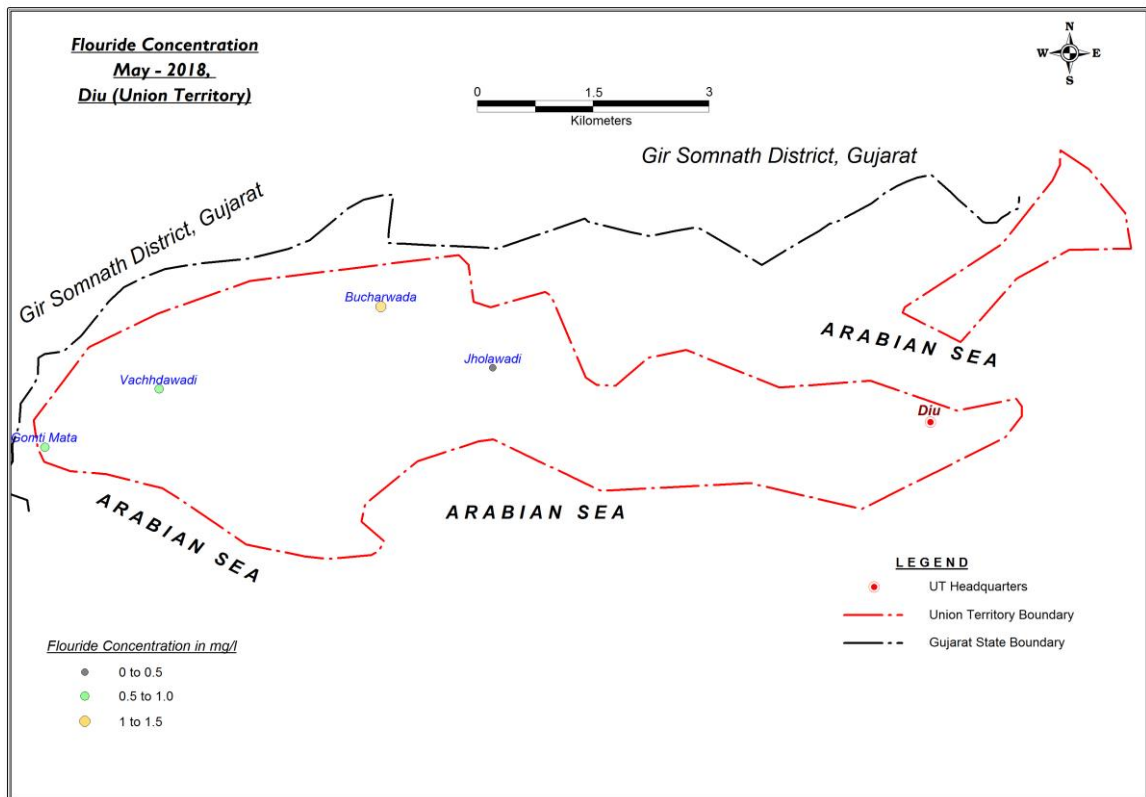 Flouride Concentration
May - 2018,
Diu (Union Territory)
N
W E
S
0 1.5 3
Kilometers
Gir Somnath District, Gujarat
Gir Somnath District, Gujarat
Bucharwada
ARABIAN SEA
Jholawadi
Vachhdawadi
Diu
Gomti Mata
ARABIAN SEA
ARABIAN SEA
LEGEND
UT Headquarters
Union Territory Boundary
Gujarat State Boundary
Flouride Concentration in mg/l
0 to 0.5
0.5 to 1.0
1 to 1.5